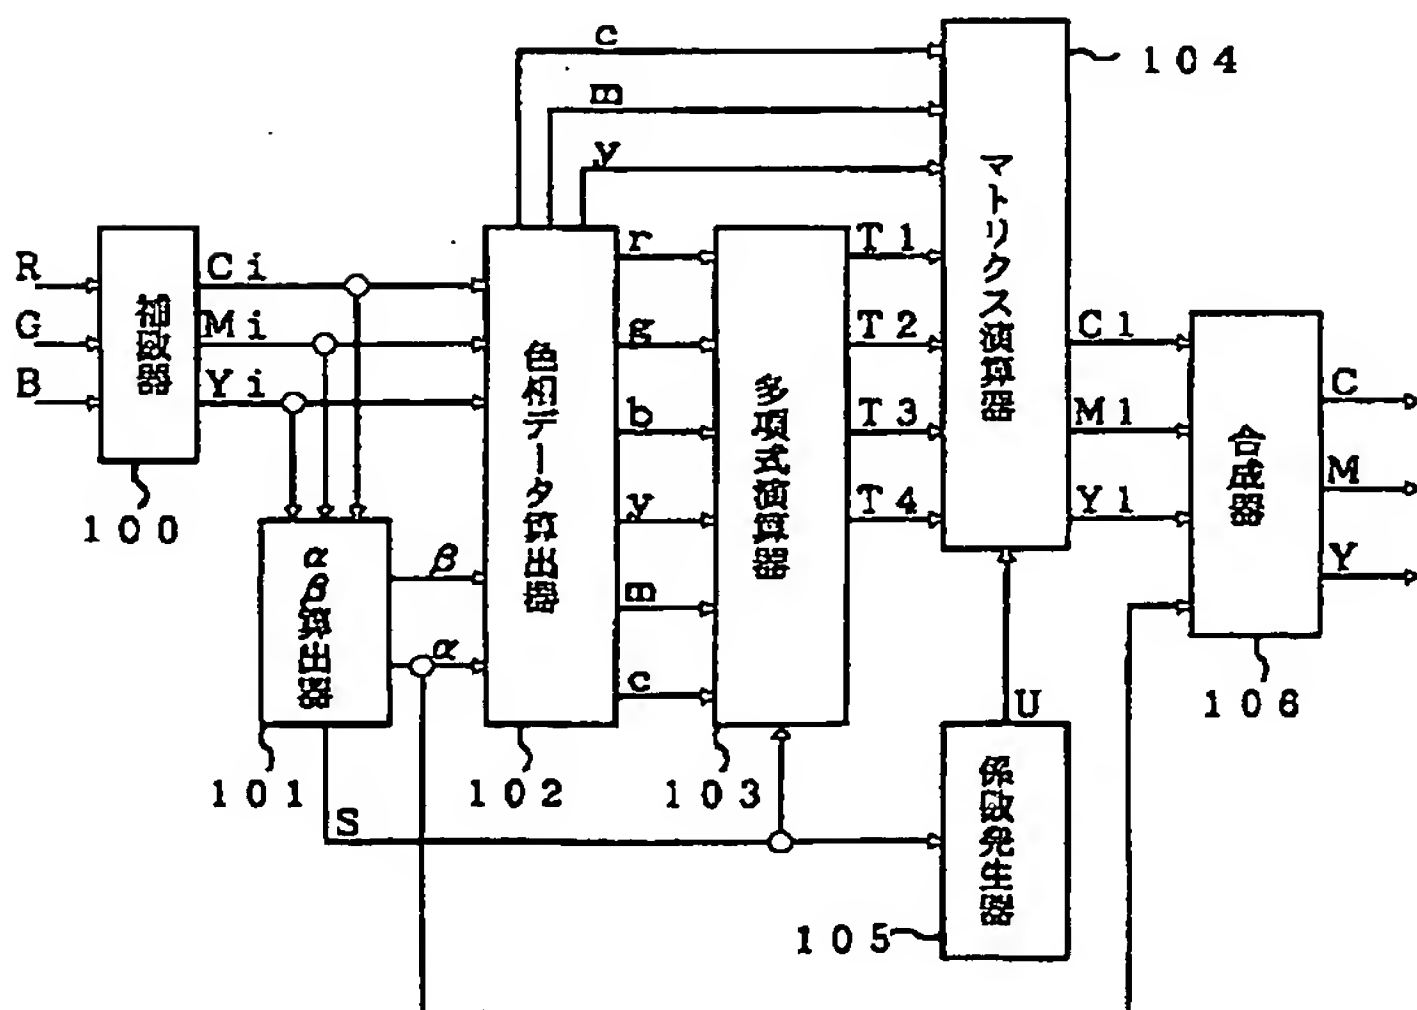 c
m
y
104
マトリクス演算器
R
G
B
補数器
100
Ci
Mi
Yi
αβ算出器
101
β
α
S
色相データ算出器
102
r
g
b
y
m
c
多項式演算器
103
T1
T2
T3
T4
C1
M1
Y1
合成器
106
C
M
Y
U
係数発生器
105